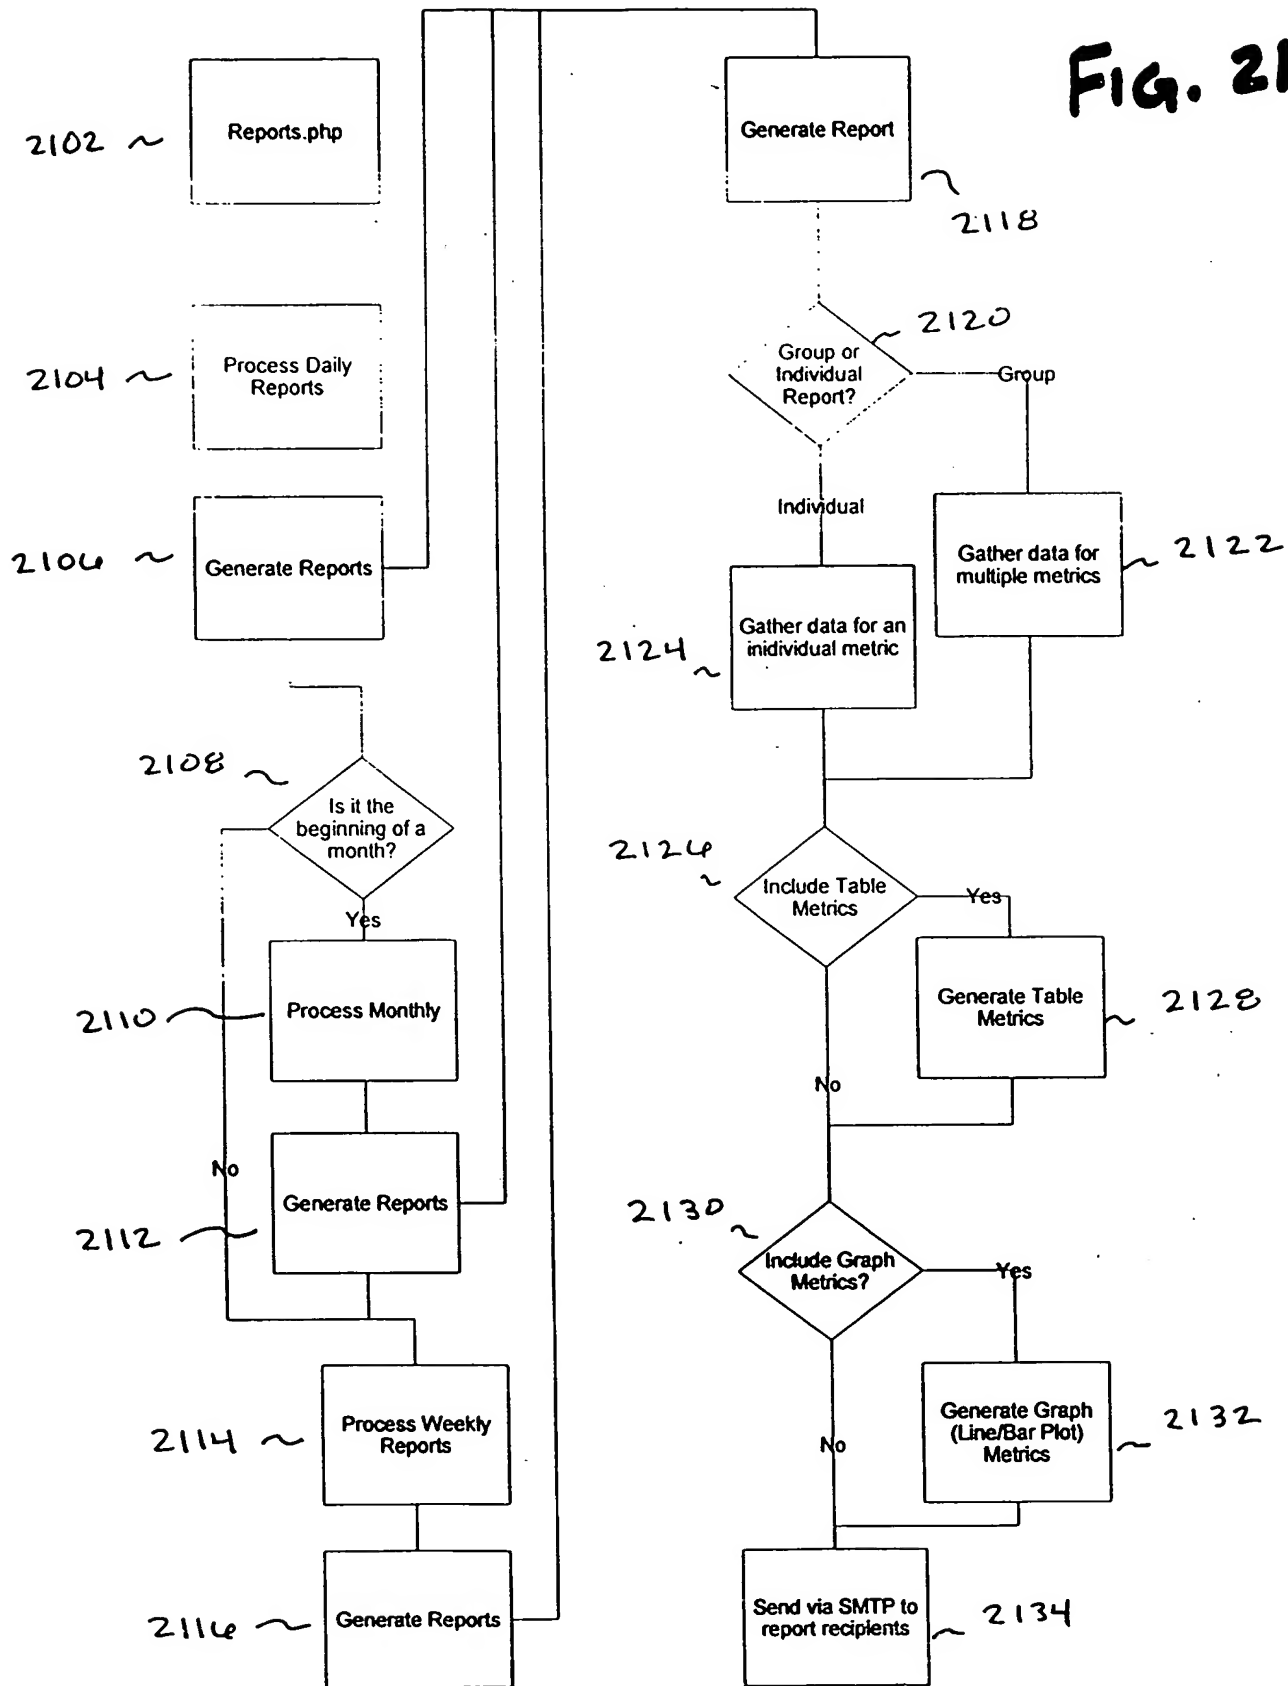 FIG. 21
2102
Reports.php
2104
Process Daily
Reports
2106
Generate Reports
2108
Is it the
beginning of a
month?
Yes
No
2110
Process Monthly
2112
Generate Reports
2114
Process Weekly
Reports
2116
Generate Reports
Generate Report
2118
2120
Group or
Individual
Report?
Group
Individual
Gather data for
multiple metrics
2122
2124
Gather data for an
inidividual metric
2126
Include Table
Metrics
Yes
No
Generate Table
Metrics
2128
2130
Include Graph
Metrics?
Yes
No
Generate Graph
(Line/Bar Plot)
Metrics
2132
Send via SMTP to
report recipients
2134